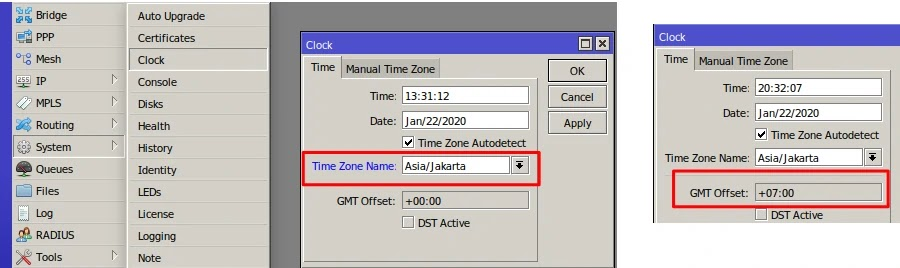 Bridge
PPP
Mesh
IP
MPLS
Routing
System
Queues
Files
Log
RADIUS
Tools
Auto Upgrade
Certificates
Clock
Console
Disks
Health
History
Identity
LEDs
License
Logging
Note
Clock
Time Manual Time Zone
Time: 13:31:12
Date: Jan/22/2020
Time Zone Autodetect
Time Zone Name: Asia/Jakarta
GMT Offset: +00:00
DST Active
OK
Cancel
Apply
Clock
Time Manual Time Zone
Time: 20:32:07
Date: Jan/22/2020
Time Zone Autodetect
Time Zone Name: Asia/Jakarta
GMT Offset: +07:00
DST Active